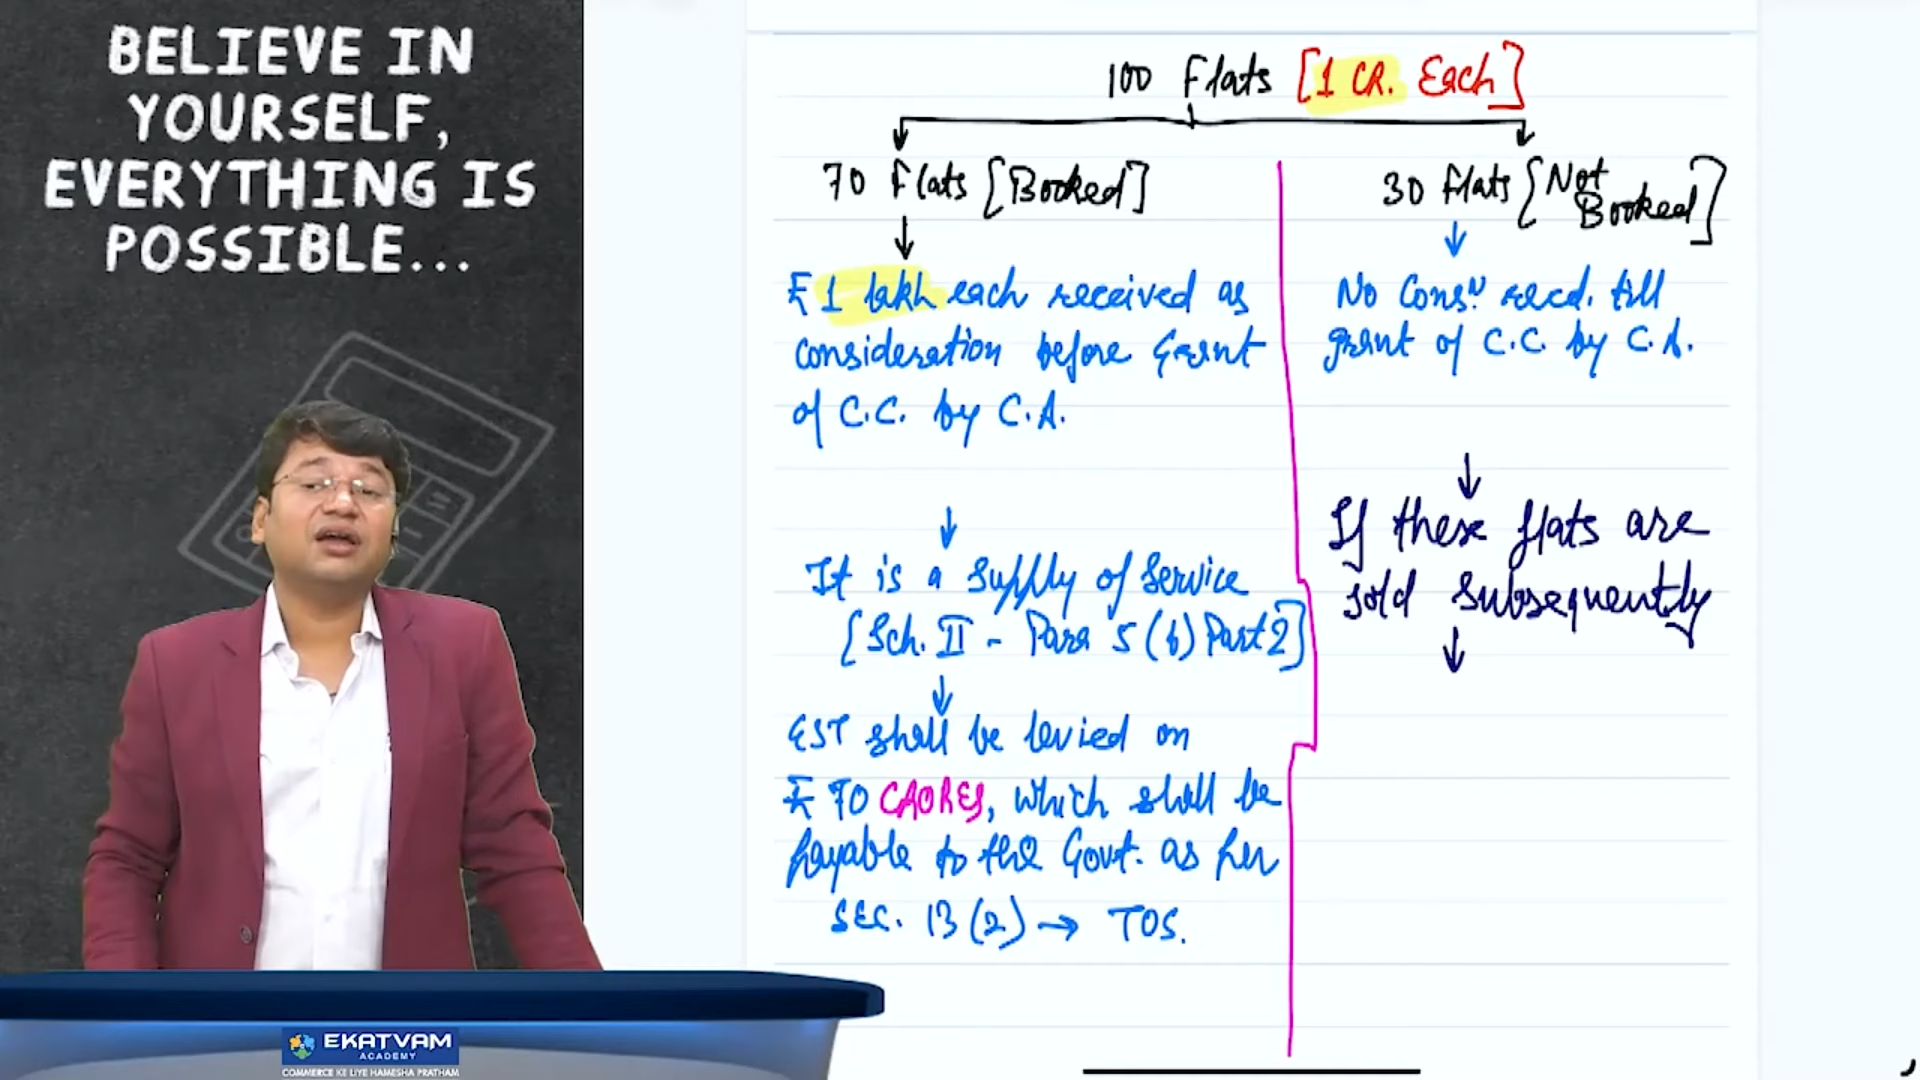 BELIEVE IN
YOURSELF,
EVERYTHING IS
POSSIBLE...
100 Flats [1 CR. Each]
70 Flats [Booked]
₹ 1 lakh each received as
consideration before Grant
of C.C. by C.A.
It is a supply of service
[Sch. II - Para 5 (b) Part 2]
GST shall be levied on
₹ 70 CRORES, which shall be
payable to the Govt. as per
SEC. 13 (2) → TOS.
30 Flats [Not Booked]
No Consn. recd. till
grant of C.C. by C.A.
If these flats are
sold subsequently
EKATVAM
ACADEMY
COMMERCE KE LIYE HAMESHA PRATHAM